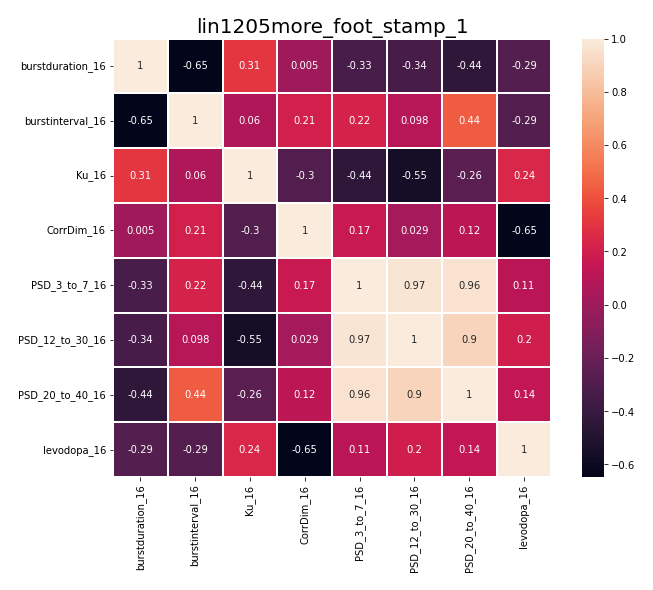 lin1205more_foot_stamp_1
burstduration_16 1 -0.65 0.31 0.005 -0.33 -0.34 -0.44 -0.29
burstinterval_16 -0.65 1 0.06 0.21 0.22 0.098 0.44 -0.29
Ku_16 0.31 0.06 1 -0.3 -0.44 -0.55 -0.26 0.24
CorrDim_16 0.005 0.21 -0.3 1 0.17 0.029 0.12 -0.65
PSD_3_to_7_16 -0.33 0.22 -0.44 0.17 1 0.97 0.96 0.11
PSD_12_to_30_16 -0.34 0.098 -0.55 0.029 0.97 1 0.9 0.2
PSD_20_to_40_16 -0.44 0.44 -0.26 0.12 0.96 0.9 1 0.14
levodopa_16 -0.29 -0.29 0.24 -0.65 0.11 0.2 0.14 1
burstduration_16
burstinterval_16
Ku_16
CorrDim_16
PSD_3_to_7_16
PSD_12_to_30_16
PSD_20_to_40_16
levodopa_16
1.0
0.8
0.6
0.4
0.2
0.0
−0.2
−0.4
−0.6